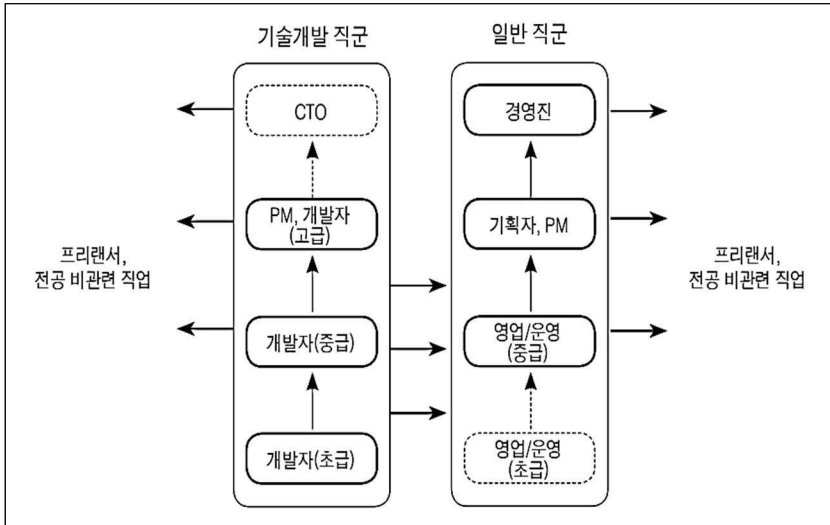 기술개발 직군
일반 직군
CTO
경영진
PM, 개발자
(고급)
기획자, PM
프리랜서,
전공 비관련 직업
프리랜서,
전공 비관련 직업
개발자(중급)
영업/운영
(중급)
개발자(초급)
영업/운영
(초급)